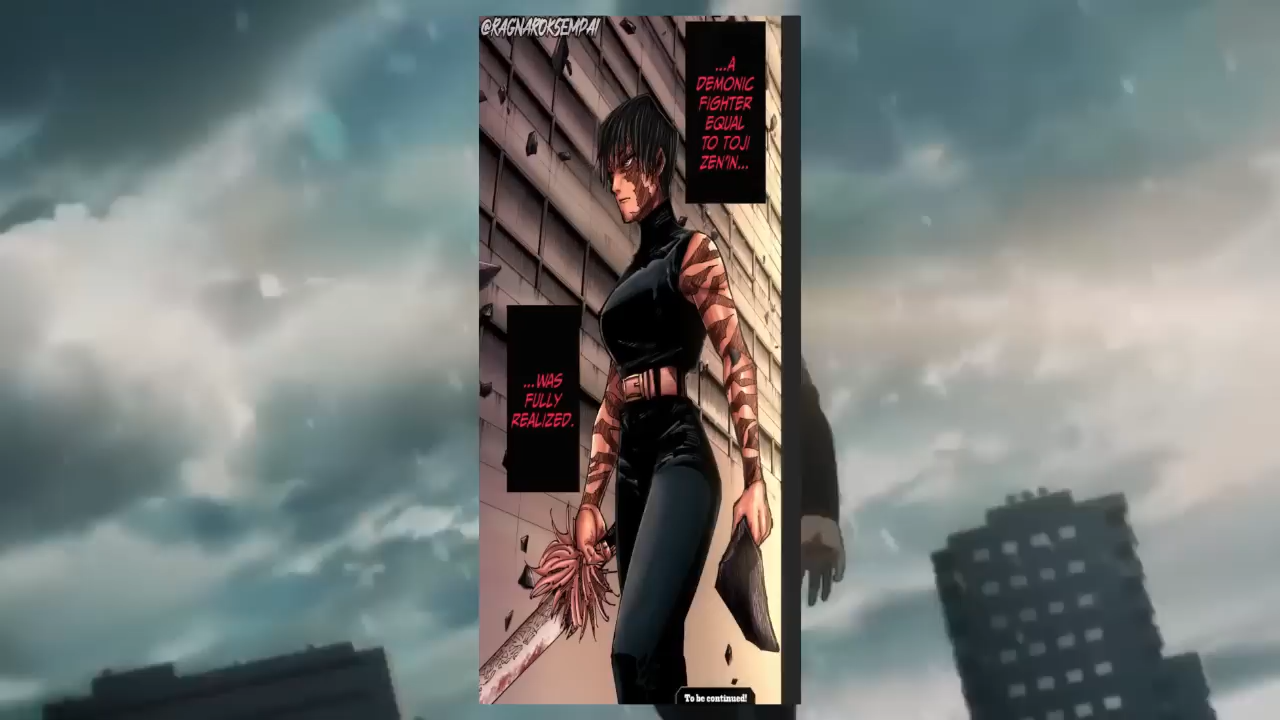 @RAGNAROKSEMPAI
...A
DEMONIC
FIGHTER
EQUAL
TO TOJI
ZEN'IN...
...WAS
FULLY
REALIZED.
To be continued!